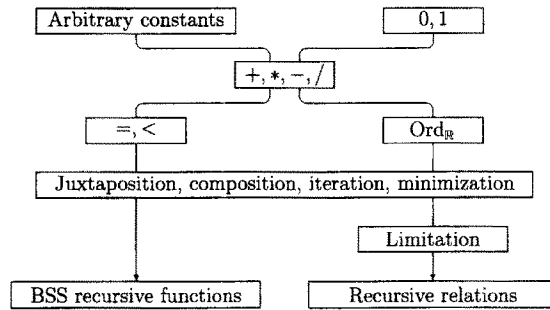 Arbitrary constants
0, 1
+, *, −, /
=, <
Ord_ℝ
Juxtaposition, composition, iteration, minimization
Limitation
BSS recursive functions
Recursive relations